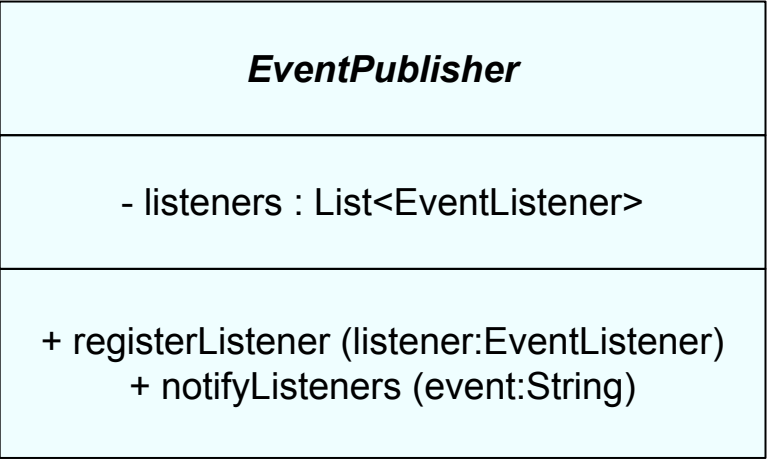 EventPublisher
- listeners : List<EventListener>
+ registerListener (listener:EventListener)
+ notifyListeners (event:String)